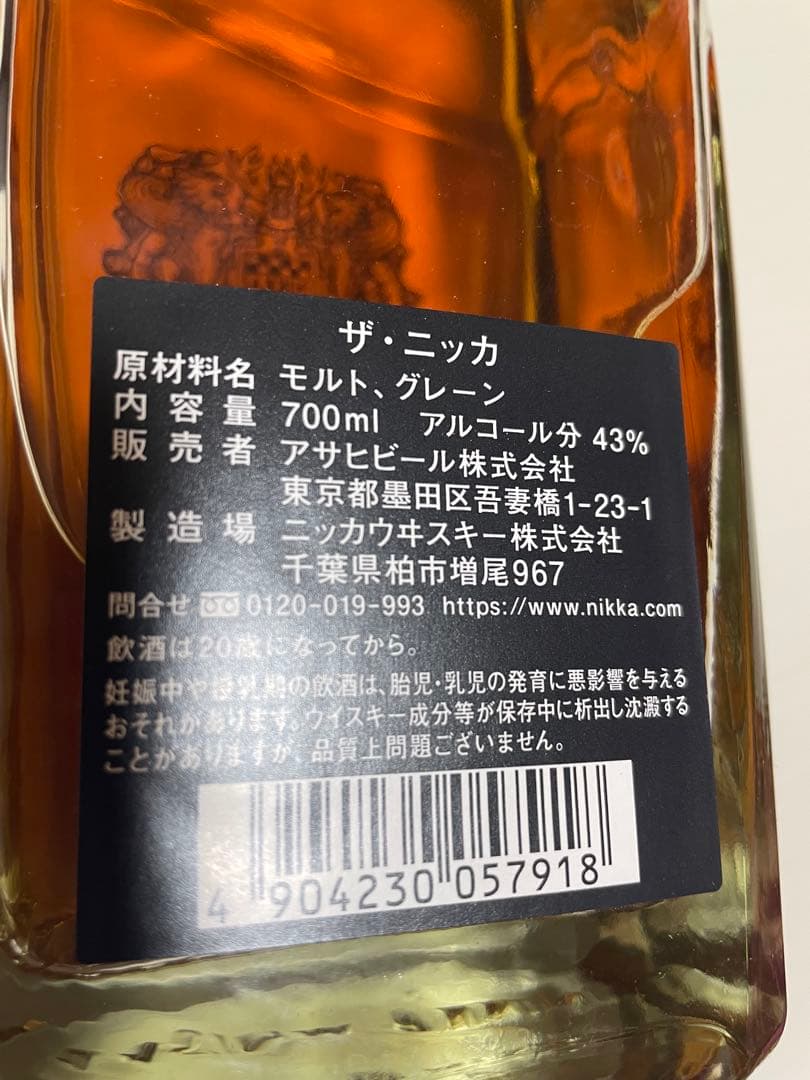 ザ・ニッカ
原材料名 モルト、グレーン
内容量 700ml アルコール分 43%
販売者 アサヒビール株式会社
東京都墨田区吾妻橋1-23-1
製造場 ニッカウヰスキー株式会社
千葉県柏市増尾967
問合せ 0120-019-993 https://www.nikka.com
飲酒は20歳になってから。
妊娠中や授乳期の飲酒は、胎児・乳児の発育に悪影響を与える
おそれがあります。ウイスキー成分等が保存中に析出し沈澱する
ことがありますが、品質上問題ございません。
4 904230 057918